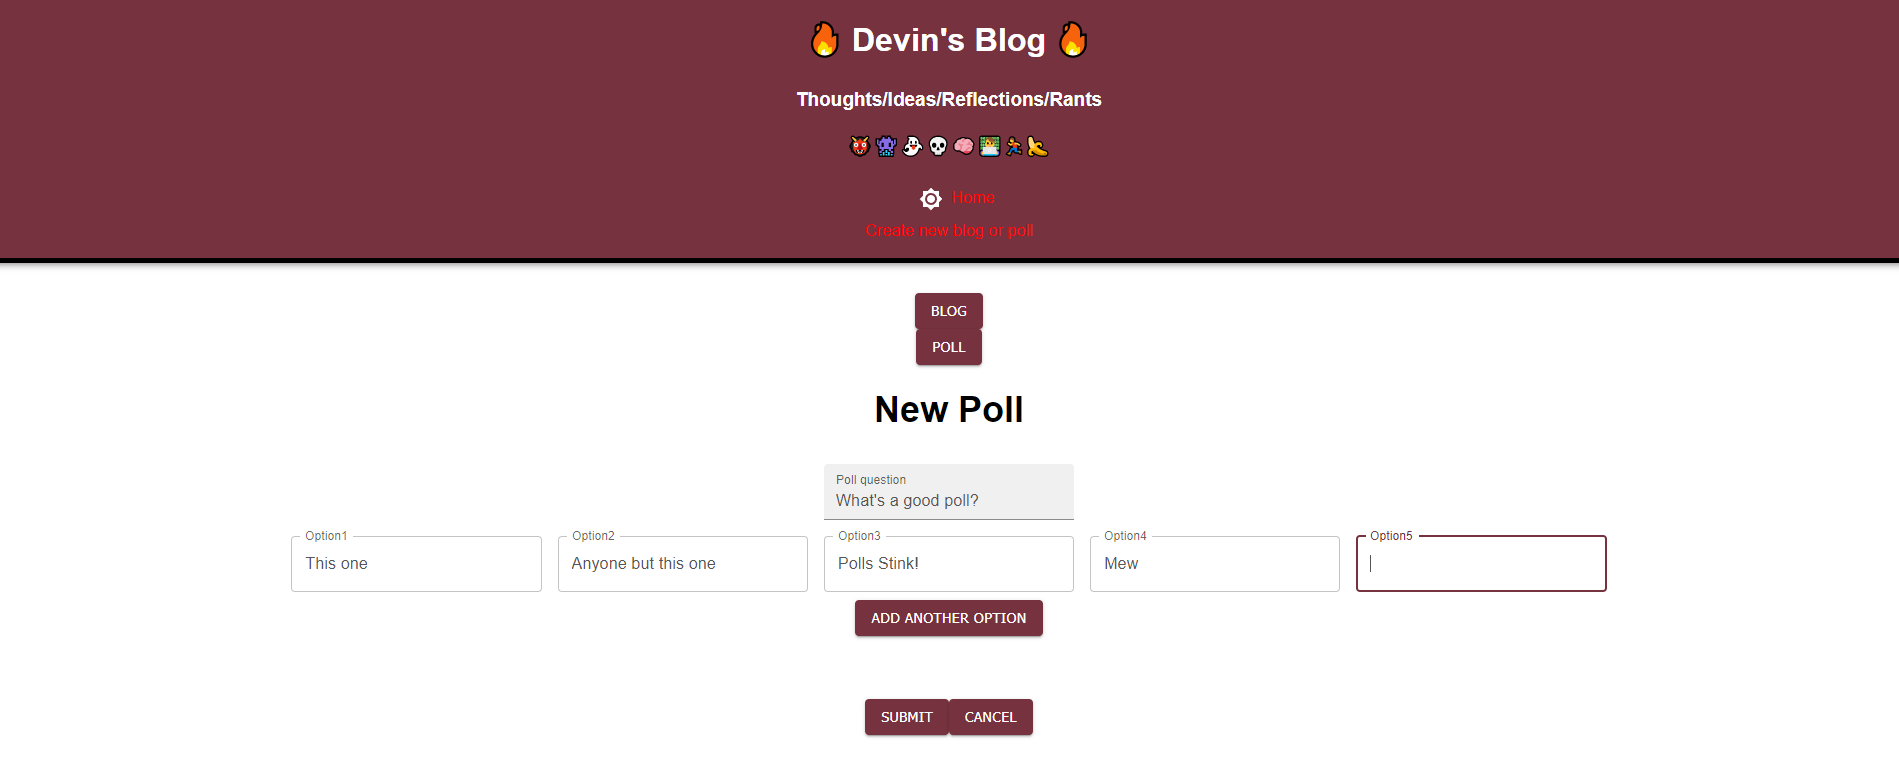 🔥 Devin's Blog 🔥
Thoughts/Ideas/Reflections/Rants
Home
Create new blog or poll
BLOG
POLL
New Poll
Poll question
What's a good poll?
Option1 Option2 Option3 Option4 Option5
This one Anyone but this one Polls Stink! Mew
ADD ANOTHER OPTION
SUBMIT CANCEL